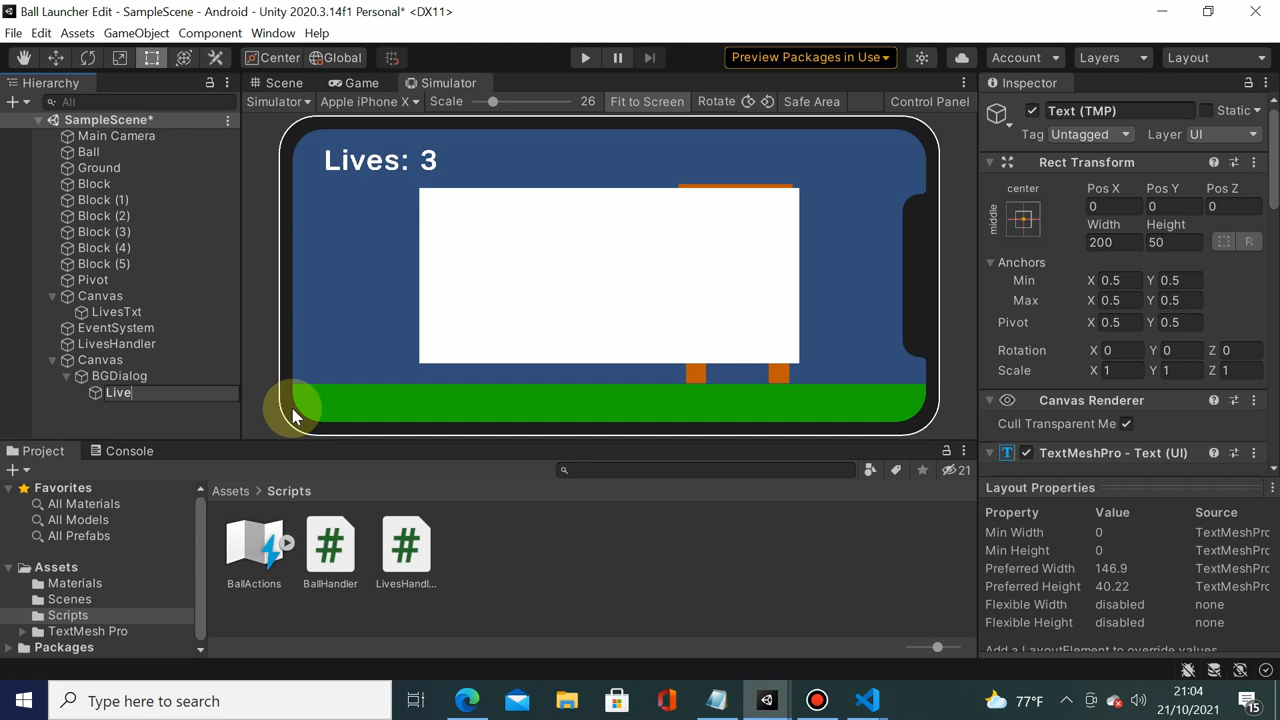 Ball Launcher Edit - SampleScene - Android - Unity 2020.3.14f1 Personal* <DX11>
File Edit Assets GameObject Component Window Help
Center Global Preview Packages in Use Account Layers Layout
Hierarchy Scene Game Simulator Inspector
All Simulator Apple iPhone X Scale 26 Fit to Screen Rotate Safe Area Control Panel
SampleScene*
Main Camera
Ball
Ground
Block
Block (1)
Block (2)
Block (3)
Block (4)
Block (5)
Pivot
Canvas
LivesTxt
EventSystem
LivesHandler
Canvas
BGDialog
Live
Lives: 3
Text (TMP) Static
Tag Untagged Layer UI
Rect Transform
center
middle
Pos X Pos Y Pos Z
0 0 0
Width Height
200 50 R
Anchors
Min X 0.5 Y 0.5
Max X 0.5 Y 0.5
Pivot X 0.5 Y 0.5
Rotation X 0 Y 0 Z 0
Scale X 1 Y 1 Z 1
Canvas Renderer
Cull Transparent Me
TextMeshPro - Text (UI)
Layout Properties
Property Value Source
Min Width 0 TextMeshPro
Min Height 0 TextMeshPro
Preferred Width 146.9 TextMeshPro
Preferred Height 40.22 TextMeshPro
Flexible Width disabled none
Flexible Height disabled none
Add a LayoutElement to override values
Project Console
21
Favorites
All Materials
All Models
All Prefabs
Assets
Materials
Scenes
Scripts
TextMesh Pro
Packages
Assets > Scripts
BallActions BallHandler LivesHandl...
Type here to search
77°F
21:04
21/10/2021
15